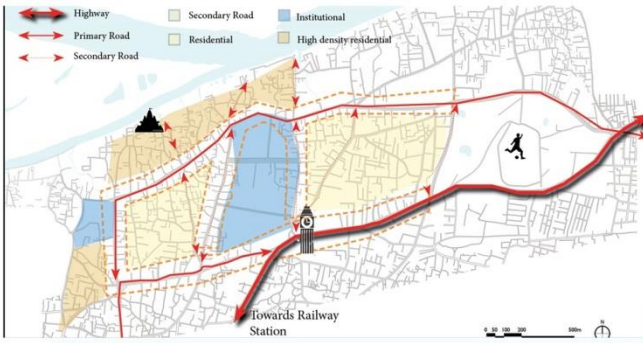 Highway
Primary Road
Secondary Road
Secondary Road
Residential
Institutional
High density residential
Towards Railway
Station
N
0 50 100 200 500m